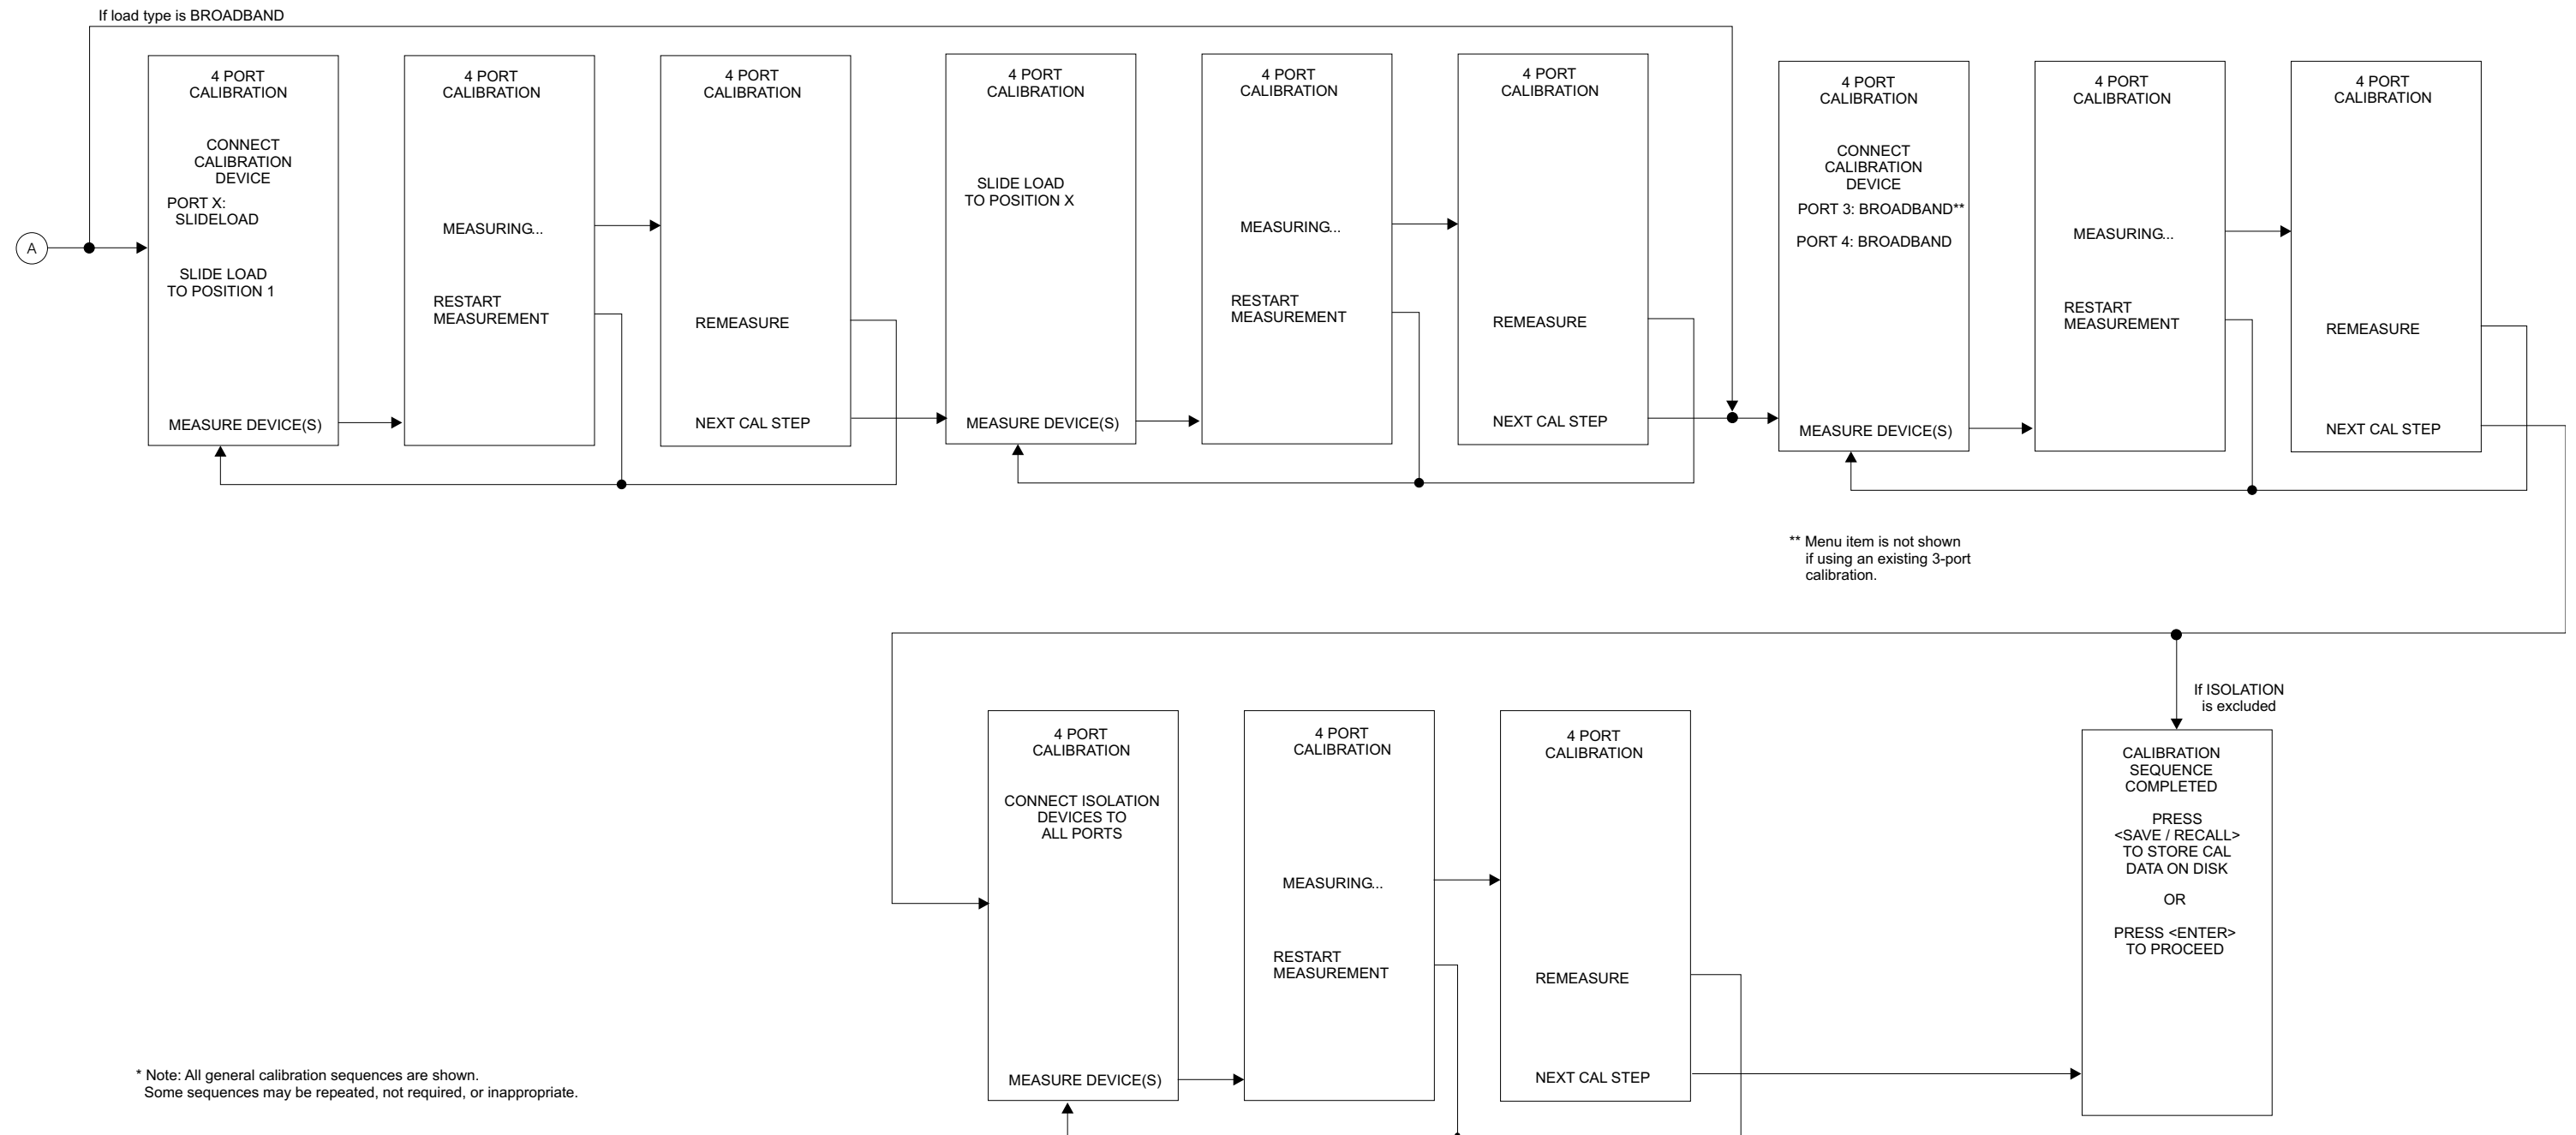 If load type is BROADBAND
A
4 PORT
CALIBRATION
CONNECT
CALIBRATION
DEVICE
PORT X:
SLIDELOAD
SLIDE LOAD
TO POSITION 1
MEASURE DEVICE(S)
4 PORT
CALIBRATION
MEASURING...
RESTART
MEASUREMENT
4 PORT
CALIBRATION
REMEASURE
NEXT CAL STEP
4 PORT
CALIBRATION
SLIDE LOAD
TO POSITION X
MEASURE DEVICE(S)
4 PORT
CALIBRATION
MEASURING...
RESTART
MEASUREMENT
4 PORT
CALIBRATION
REMEASURE
NEXT CAL STEP
4 PORT
CALIBRATION
CONNECT
CALIBRATION
DEVICE
PORT 3: BROADBAND**
PORT 4: BROADBAND
MEASURE DEVICE(S)
4 PORT
CALIBRATION
MEASURING...
RESTART
MEASUREMENT
4 PORT
CALIBRATION
REMEASURE
NEXT CAL STEP
** Menu item is not shown
if using an existing 3-port
calibration.
4 PORT
CALIBRATION
CONNECT ISOLATION
DEVICES TO
ALL PORTS
MEASURE DEVICE(S)
4 PORT
CALIBRATION
MEASURING...
RESTART
MEASUREMENT
4 PORT
CALIBRATION
REMEASURE
NEXT CAL STEP
If ISOLATION
is excluded
CALIBRATION
SEQUENCE
COMPLETED
PRESS
<SAVE / RECALL>
TO STORE CAL
DATA ON DISK
OR
PRESS <ENTER>
TO PROCEED
* Note: All general calibration sequences are shown.
Some sequences may be repeated, not required, or inappropriate.